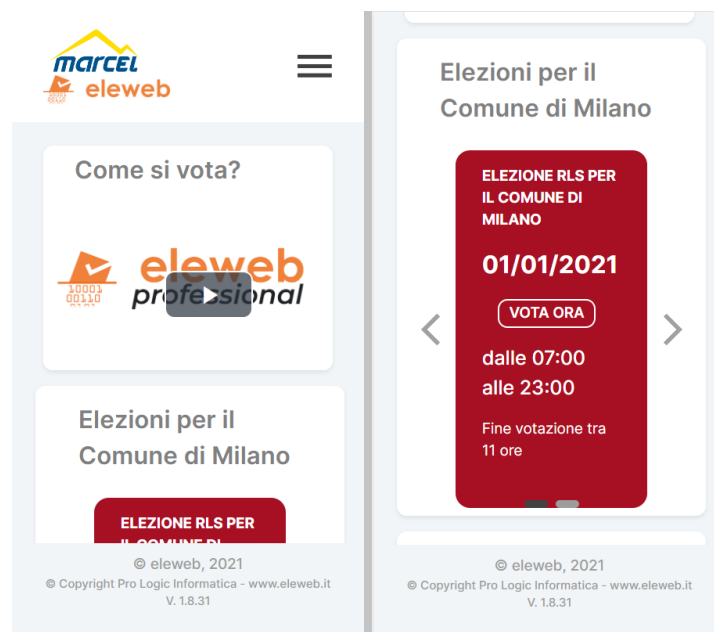 marcel
eleweb
Come si vota?
eleweb
10001
00110
professional
Elezioni per il
Comune di Milano
ELEZIONE RLS PER
IL COMUNE DI
© eleweb, 2021
© Copyright Pro Logic Informatica - www.eleweb.it
V. 1.8.31
Elezioni per il
Comune di Milano
ELEZIONE RLS PER
IL COMUNE DI
MILANO
01/01/2021
VOTA ORA
dalle 07:00
alle 23:00
Fine votazione tra
11 ore
© eleweb, 2021
© Copyright Pro Logic Informatica - www.eleweb.it
V. 1.8.31